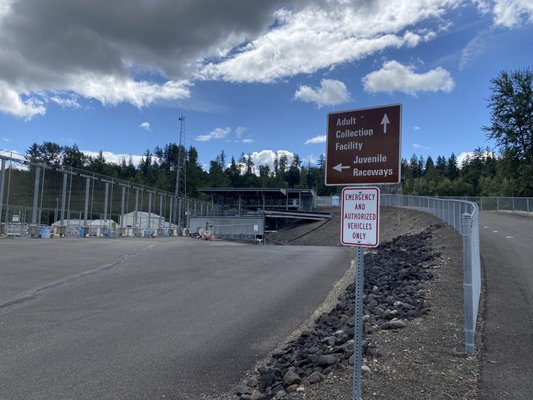 Adult
Collection
Facility
Juvenile
Raceways
EMERGENCY
AND
AUTHORIZED
VEHICLES
ONLY